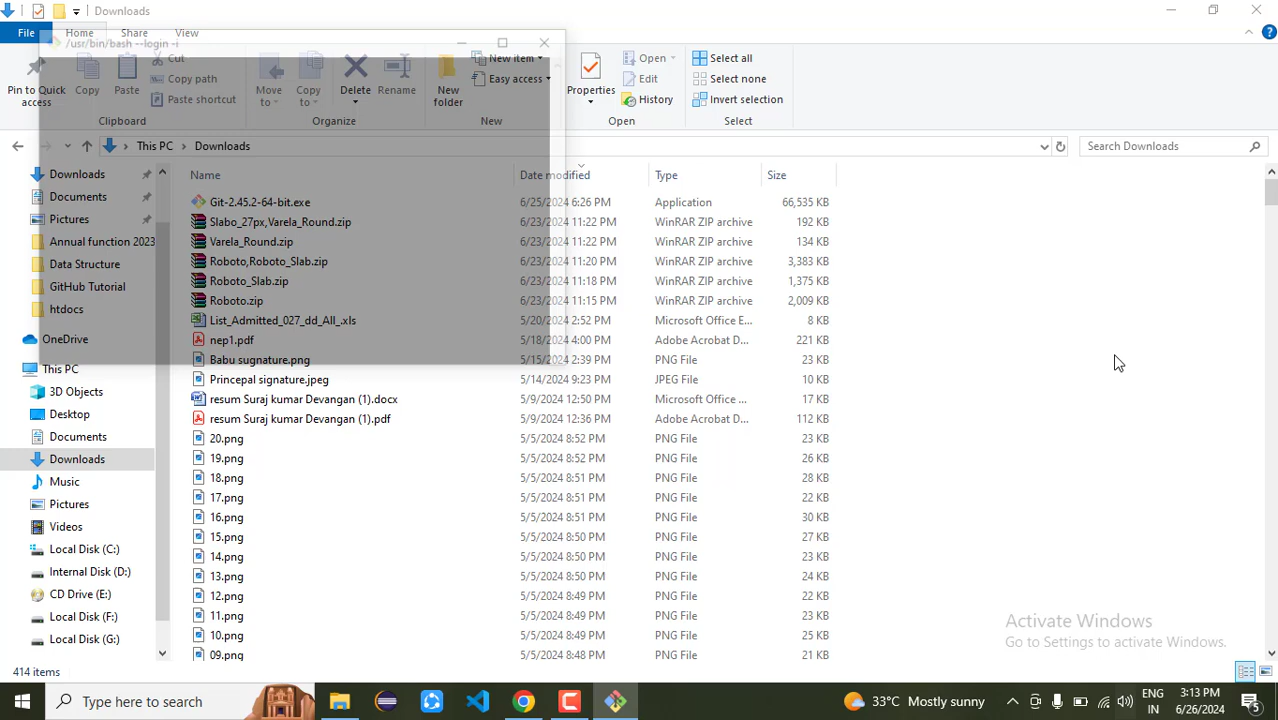 Downloads
File Home Share View
/usr/bin/bash --login -i
Pin to Quick access
Copy
Paste
Cut
Copy path
Paste shortcut
Clipboard
Move to
Copy to
Delete
Rename
Organize
New folder
New item
Easy access
New
Properties
Open
Edit
History
Open
Select all
Select none
Invert selection
Select
This PC Downloads
Search Downloads
Name Date modified Type Size
Downloads
Documents
Pictures
Annual function 2023
Data Structure
GitHub Tutorial
htdocs
OneDrive
This PC
3D Objects
Desktop
Documents
Downloads
Music
Pictures
Videos
Local Disk (C:)
Internal Disk (D:)
CD Drive (E:)
Local Disk (F:)
Local Disk (G:)
Git-2.45.2-64-bit.exe 6/25/2024 6:26 PM Application 66,535 KB
Slabo_27px,Varela_Round.zip 6/23/2024 11:22 PM WinRAR ZIP archive 192 KB
Varela_Round.zip 6/23/2024 11:22 PM WinRAR ZIP archive 134 KB
Roboto,Roboto_Slab.zip 6/23/2024 11:20 PM WinRAR ZIP archive 3,383 KB
Roboto_Slab.zip 6/23/2024 11:18 PM WinRAR ZIP archive 1,375 KB
Roboto.zip 6/23/2024 11:15 PM WinRAR ZIP archive 2,009 KB
List_Admitted_027_dd_All_.xls 5/20/2024 2:52 PM Microsoft Office E... 8 KB
nep1.pdf 5/18/2024 4:00 PM Adobe Acrobat D... 221 KB
Babu sugnature.png 5/15/2024 2:39 PM PNG File 23 KB
Princepal signature.jpeg 5/14/2024 9:23 PM JPEG File 10 KB
resum Suraj kumar Devangan (1).docx 5/9/2024 12:50 PM Microsoft Office ... 17 KB
resum Suraj kumar Devangan (1).pdf 5/9/2024 12:36 PM Adobe Acrobat D... 112 KB
20.png 5/5/2024 8:52 PM PNG File 23 KB
19.png 5/5/2024 8:52 PM PNG File 26 KB
18.png 5/5/2024 8:51 PM PNG File 28 KB
17.png 5/5/2024 8:51 PM PNG File 22 KB
16.png 5/5/2024 8:51 PM PNG File 30 KB
15.png 5/5/2024 8:50 PM PNG File 27 KB
14.png 5/5/2024 8:50 PM PNG File 23 KB
13.png 5/5/2024 8:50 PM PNG File 24 KB
12.png 5/5/2024 8:49 PM PNG File 22 KB
11.png 5/5/2024 8:49 PM PNG File 23 KB
10.png 5/5/2024 8:49 PM PNG File 25 KB
09.png 5/5/2024 8:48 PM PNG File 21 KB
Activate Windows
Go to Settings to activate Windows.
414 items
Type here to search
33°C Mostly sunny
ENG
IN
3:13 PM
6/26/2024
5